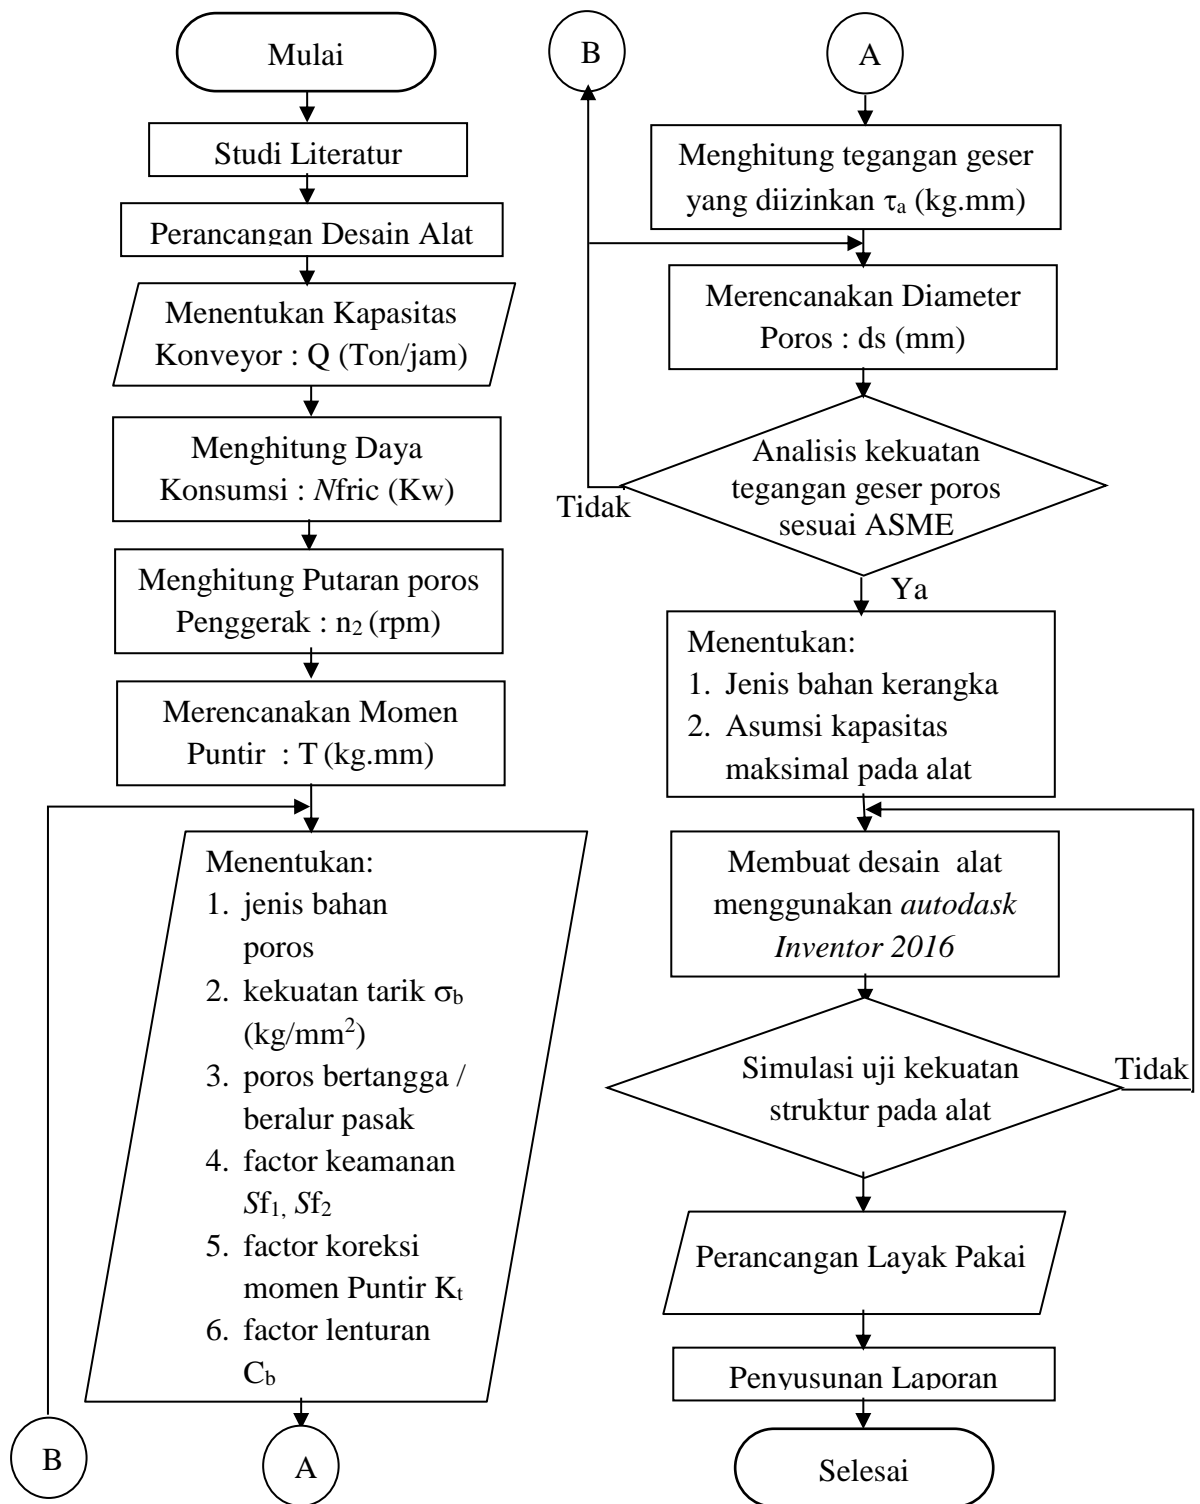 Mulai
Studi Literatur
Perancangan Desain Alat
Menentukan Kapasitas
Konveyor : Q (Ton/jam)
Menghitung Daya
Konsumsi : Nfric (Kw)
Menghitung Putaran poros
Penggerak : n₂ (rpm)
Merencanakan Momen
Puntir : T (kg.mm)
Menentukan:
1. jenis bahan
poros
2. kekuatan tarik σb
(kg/mm²)
3. poros bertangga /
beralur pasak
4. factor keamanan
Sf₁, Sf₂
5. factor koreksi
momen Puntir Kt
6. factor lenturan
Cb
B
A
B
A
Menghitung tegangan geser
yang diizinkan τa (kg.mm)
Merencanakan Diameter
Poros : ds (mm)
Analisis kekuatan
tegangan geser poros
sesuai ASME
Tidak
Ya
Menentukan:
1. Jenis bahan kerangka
2. Asumsi kapasitas
maksimal pada alat
Membuat desain alat
menggunakan autodask
Inventor 2016
Simulasi uji kekuatan
struktur pada alat
Tidak
Perancangan Layak Pakai
Penyusunan Laporan
Selesai